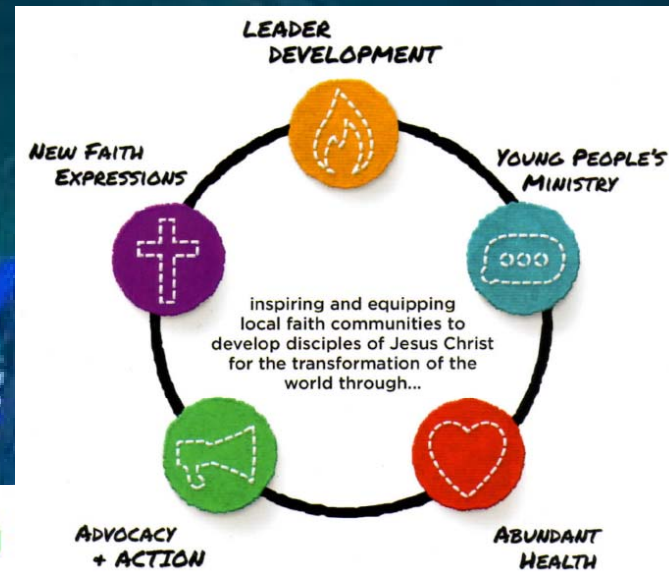 LEADER
DEVELOPMENT
NEW FAITH
EXPRESSIONS
YOUNG PEOPLE'S
MINISTRY
inspiring and equipping
local faith communities to
develop disciples of Jesus Christ
for the transformation of the
world through...
ADVOCACY
+ ACTION
ABUNDANT
HEALTH